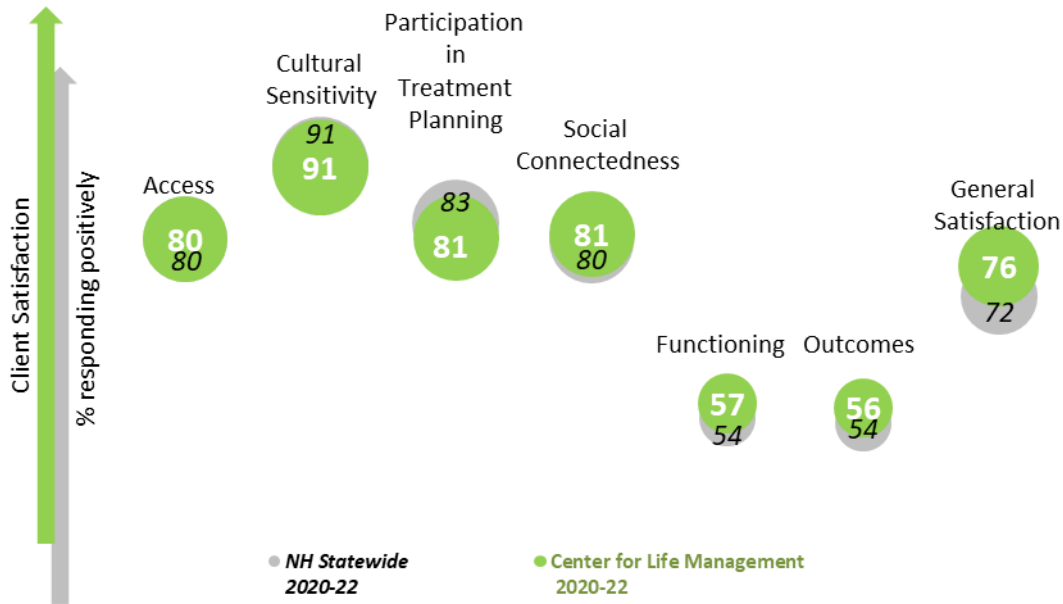 Client Satisfaction
% responding positively
Access
80
80
Cultural
Sensitivity
91
91
Participation
in
Treatment
Planning
83
81
Social
Connectedness
81
80
Functioning
57
54
Outcomes
56
54
General
Satisfaction
76
72
NH Statewide
2020-22
Center for Life Management
2020-22